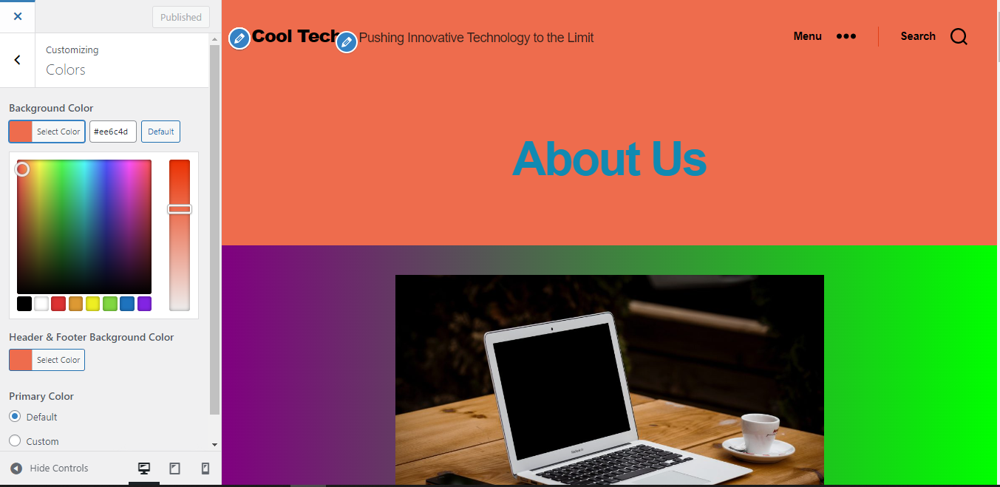 Published
Customizing
Colors
Background Color
Select Color #ee6c4d Default
Header & Footer Background Color
Select Color
Primary Color
Default
Custom
Hide Controls
Cool Tech Pushing Innovative Technology to the Limit
Menu Search
About Us